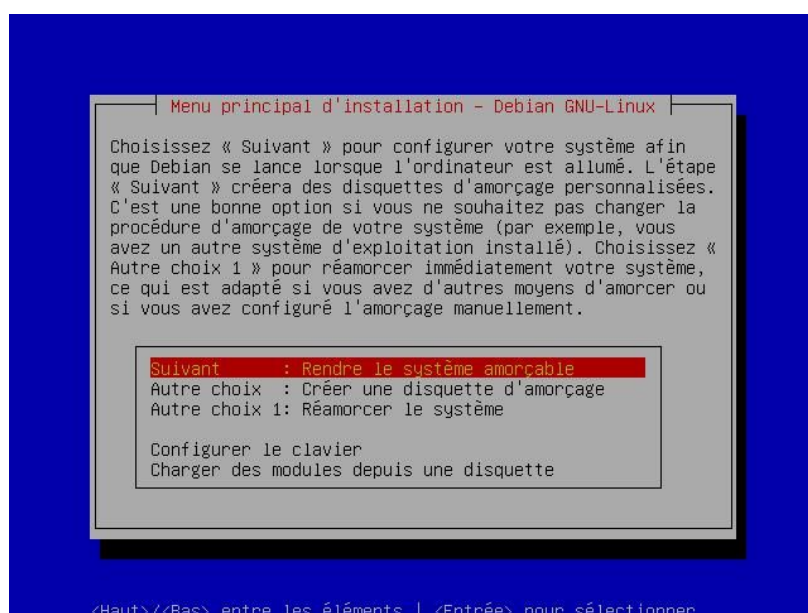 Menu principal d'installation - Debian GNU-Linux
Choisissez « Suivant » pour configurer votre système afin
que Debian se lance lorsque l'ordinateur est allumé. L'étape
« Suivant » créera des disquettes d'amorçage personnalisées.
C'est une bonne option si vous ne souhaitez pas changer la
procédure d'amorçage de votre système (par exemple, vous
avez un autre système d'exploitation installé). Choisissez «
Autre choix 1 » pour réamorcer immédiatement votre système,
ce qui est adapté si vous avez d'autres moyens d'amorcer ou
si vous avez configuré l'amorçage manuellement.
Suivant : Rendre le système amorçable
Autre choix : Créer une disquette d'amorçage
Autre choix 1: Réamorcer le système
Configurer le clavier
Charger des modules depuis une disquette
<Haut>/<Bas> entre les éléments | <Entrée> pour sélectionner